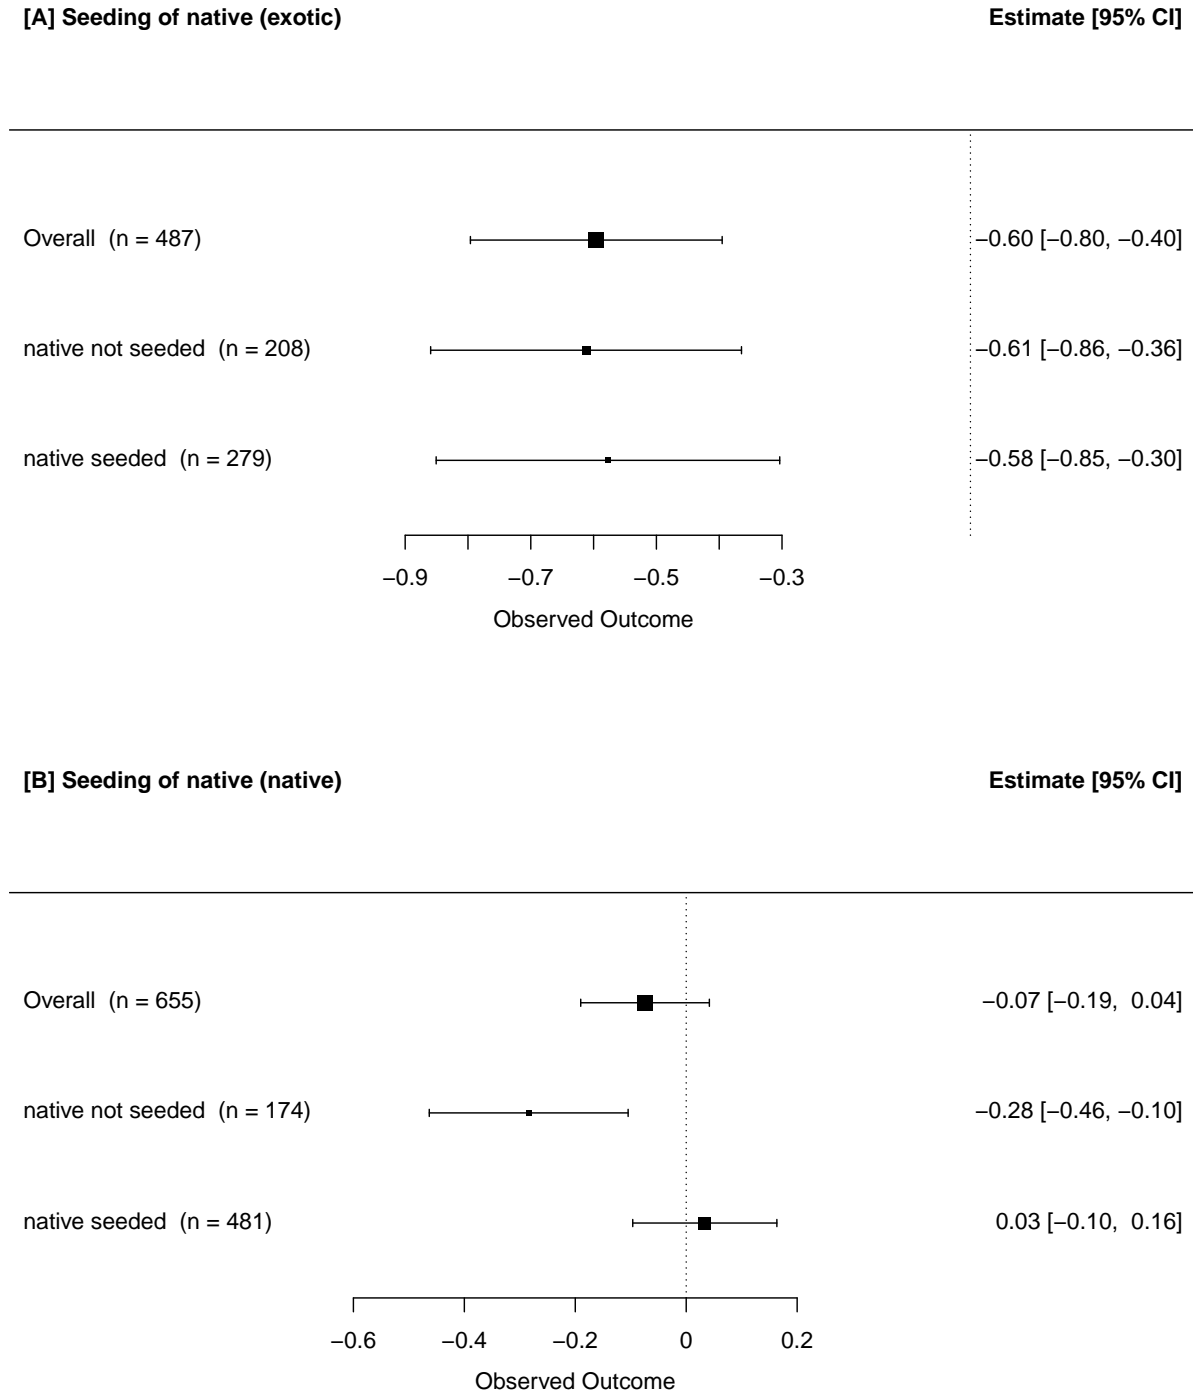 [A] Seeding of native (exotic) Estimate [95% CI]
Overall (n = 487) −0.60 [−0.80, −0.40]
native not seeded (n = 208) −0.61 [−0.86, −0.36]
native seeded (n = 279) −0.58 [−0.85, −0.30]
−0.9 −0.7 −0.5 −0.3
Observed Outcome
[B] Seeding of native (native) Estimate [95% CI]
Overall (n = 655) −0.07 [−0.19, 0.04]
native not seeded (n = 174) −0.28 [−0.46, −0.10]
native seeded (n = 481) 0.03 [−0.10, 0.16]
−0.6 −0.4 −0.2 0 0.2
Observed Outcome